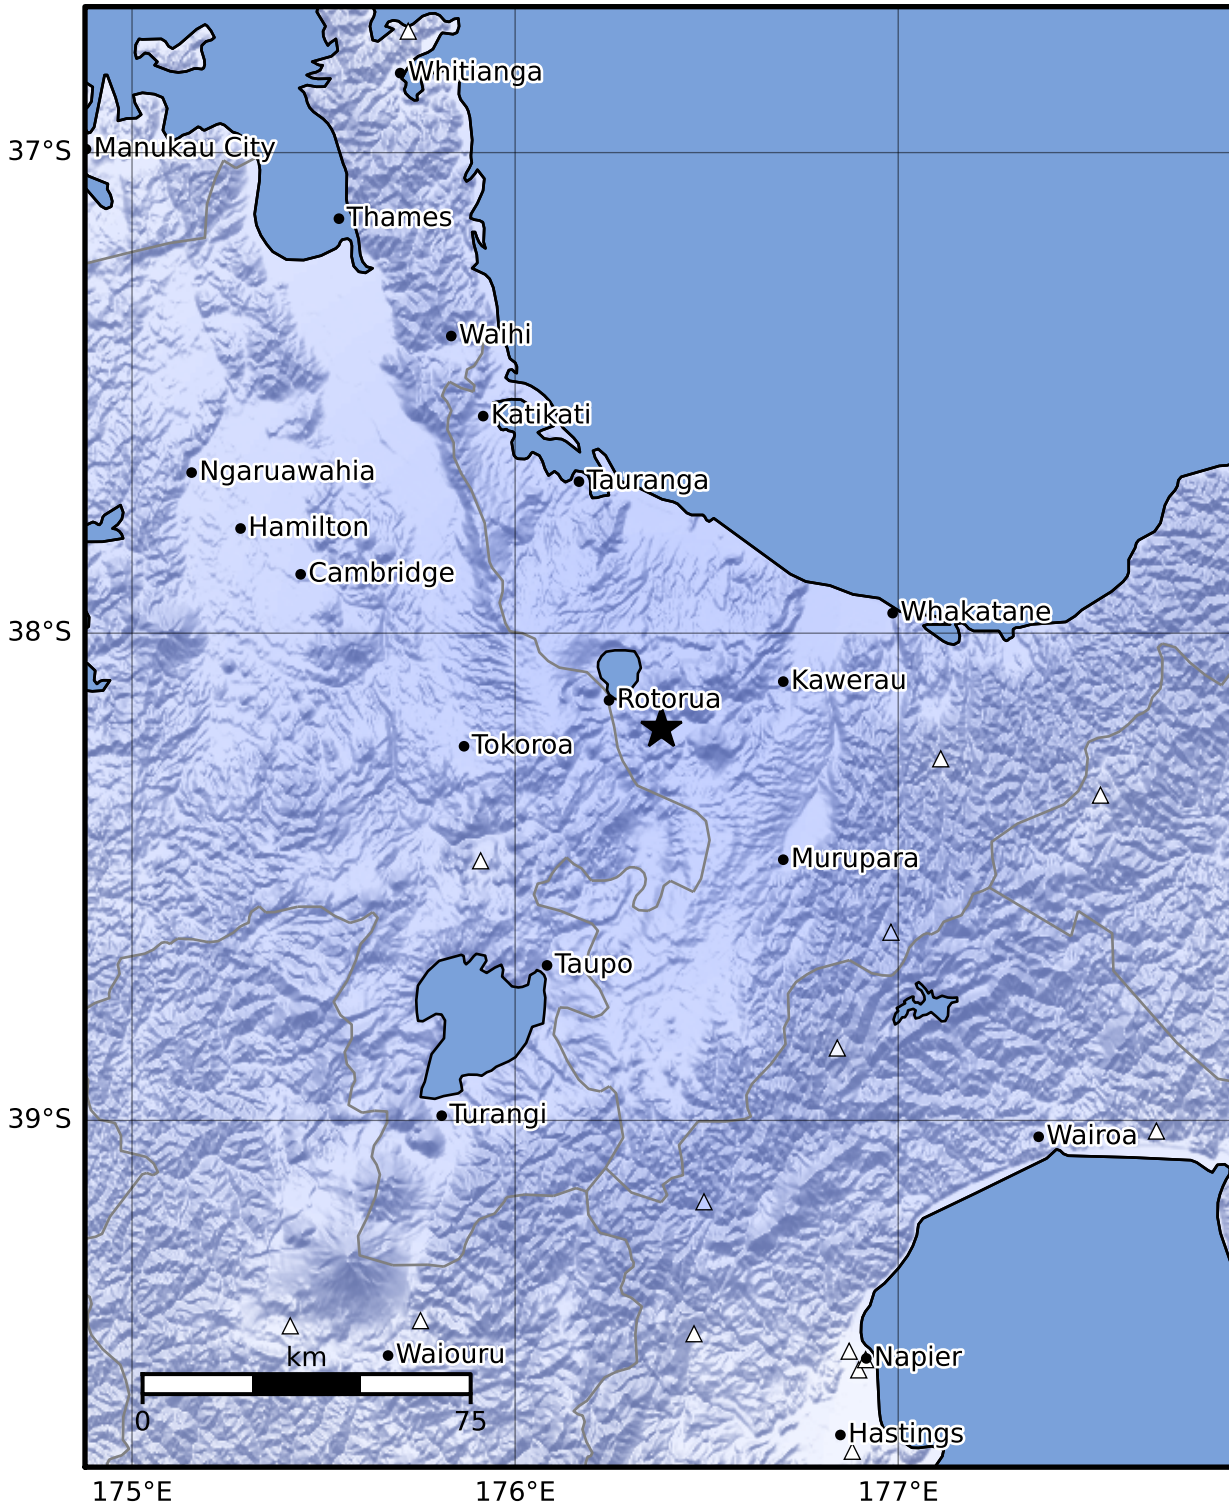 Whitianga
37°S
Manukau City
Thames
Waihi
Katikati
Ngaruawahia
Tauranga
Hamilton
Cambridge
Whakatane
38°S
Kawerau
Rotorua
Tokoroa
Murupara
Taupo
Turangi
39°S
Wairoa
km
Waiouru
Napier
0
75
Hastings
175°E
176°E
177°E